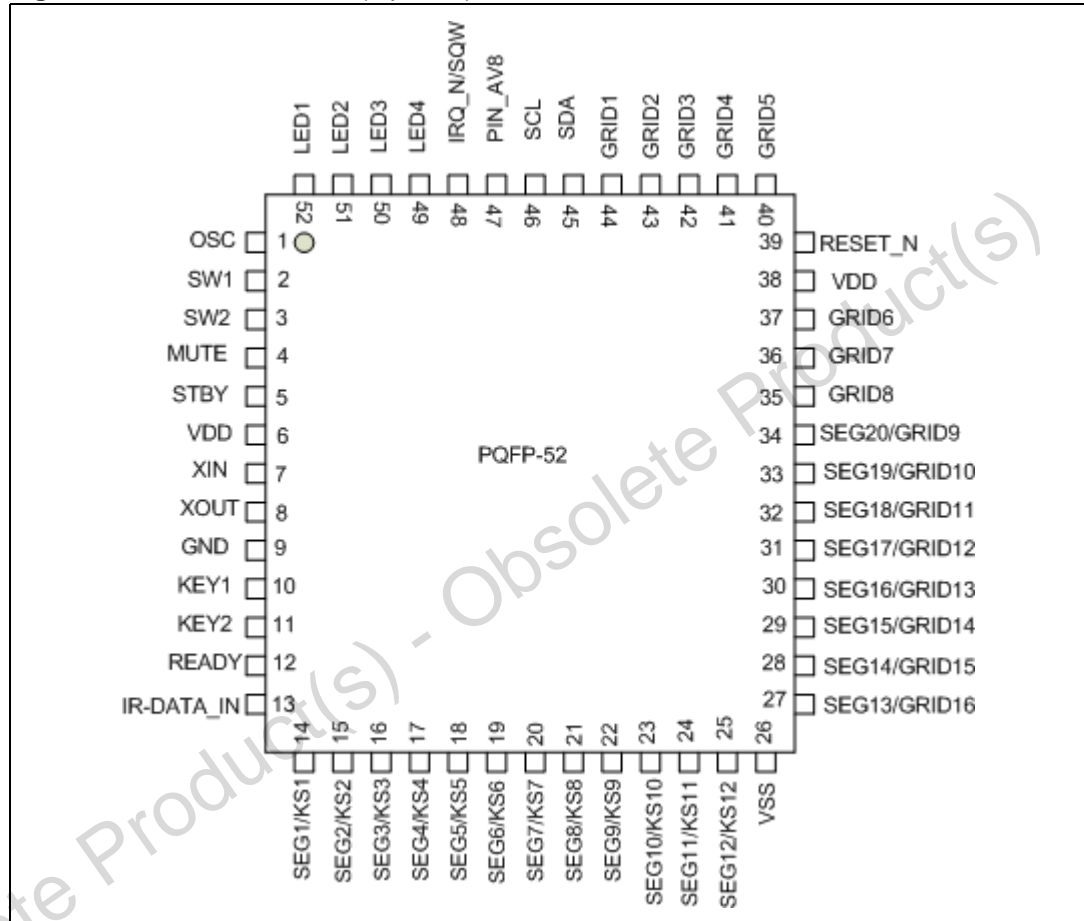 LED1
LED2
LED3
LED4
IRQ_N/SQW
PIN_AV8
SCL
SDA
GRID1
GRID2
GRID3
GRID4
GRID5
52
51
50
49
48
47
46
45
44
43
42
41
40
OSC 1
SW1 2
SW2 3
MUTE 4
STBY 5
VDD 6
XIN 7
XOUT 8
GND 9
KEY1 10
KEY2 11
READY 12
IR-DATA_IN 13
PQFP-52
39 RESET_N
38 VDD
37 GRID6
36 GRID7
35 GRID8
34 SEG20/GRID9
33 SEG19/GRID10
32 SEG18/GRID11
31 SEG17/GRID12
30 SEG16/GRID13
29 SEG15/GRID14
28 SEG14/GRID15
27 SEG13/GRID16
14
15
16
17
18
19
20
21
22
23
24
25
26
SEG1/KS1
SEG2/KS2
SEG3/KS3
SEG4/KS4
SEG5/KS5
SEG6/KS6
SEG7/KS7
SEG8/KS8
SEG9/KS9
SEG10/KS10
SEG11/KS11
SEG12/KS12
VSS
Product(s) - Obsolete Product(s)
Product(s)